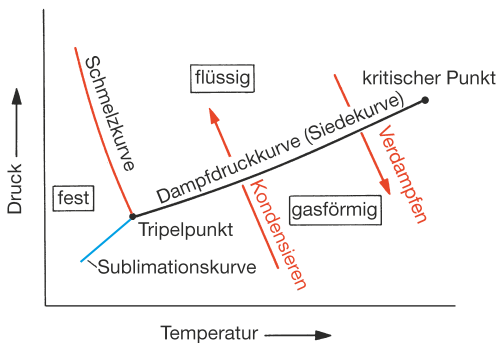 kritischer Punkt
flüssig
Schmelzkurve
Dampfdruckkurve (Siedekurve)
Verdampfen
Druck
fest
Kondensieren
gasförmig
Tripelpunkt
Sublimationskurve
Temperatur